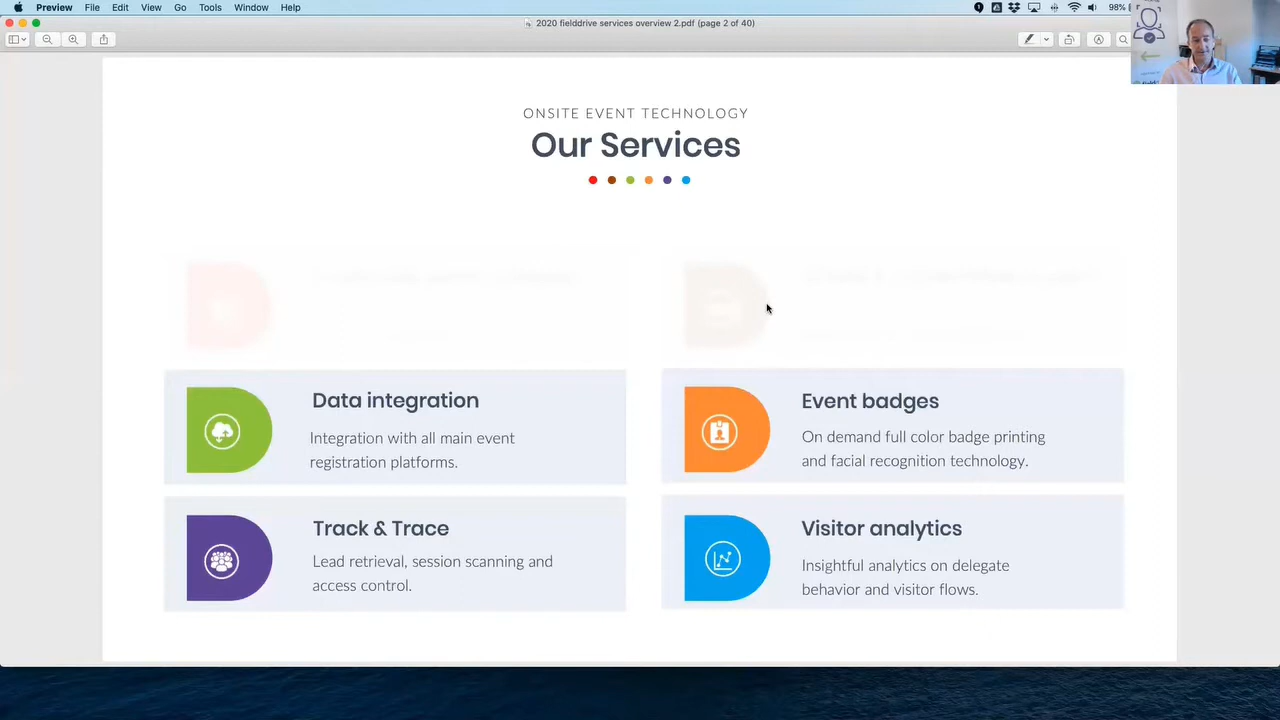 Preview File Edit View Go Tools Window Help
98%
2020 fielddrive services overview 2.pdf (page 2 of 40)
ONSITE EVENT TECHNOLOGY
Our Services
Data integration
Integration with all main event
registration platforms.
Event badges
On demand full color badge printing
and facial recognition technology.
Track & Trace
Lead retrieval, session scanning and
access control.
Visitor analytics
Insightful analytics on delegate
behavior and visitor flows.